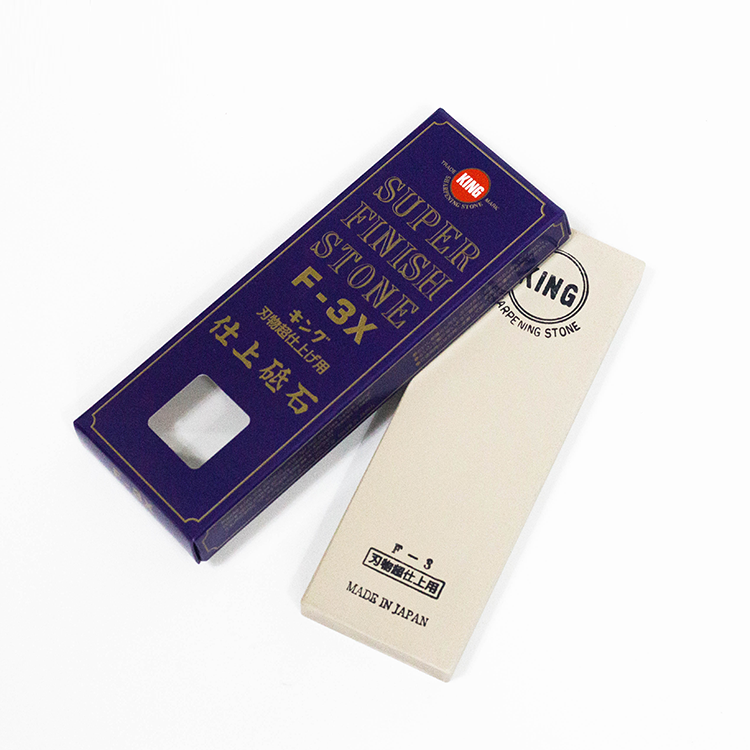 TRADE MARK
KING
SHARPENING STONE
SUPER
FINISH
STONE
F-3X
キング
刃物超仕上げ用
仕上砥石
KING
ARPENING STONE
F-3
刃物超仕上用
MADE IN JAPAN